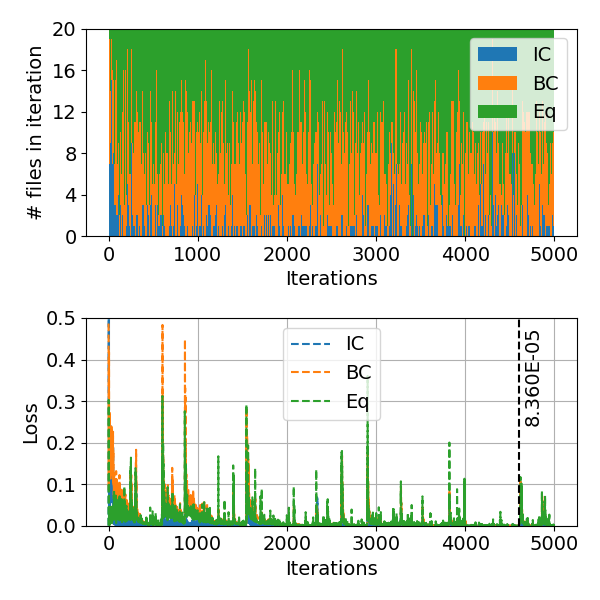 20
16
12
8
4
0
# files in iteration
IC
BC
Eq
0 1000 2000 3000 4000 5000
Iterations
0.5
0.4
0.3
0.2
0.1
0.0
Loss
IC
BC
Eq
8.360E-05
0 1000 2000 3000 4000 5000
Iterations